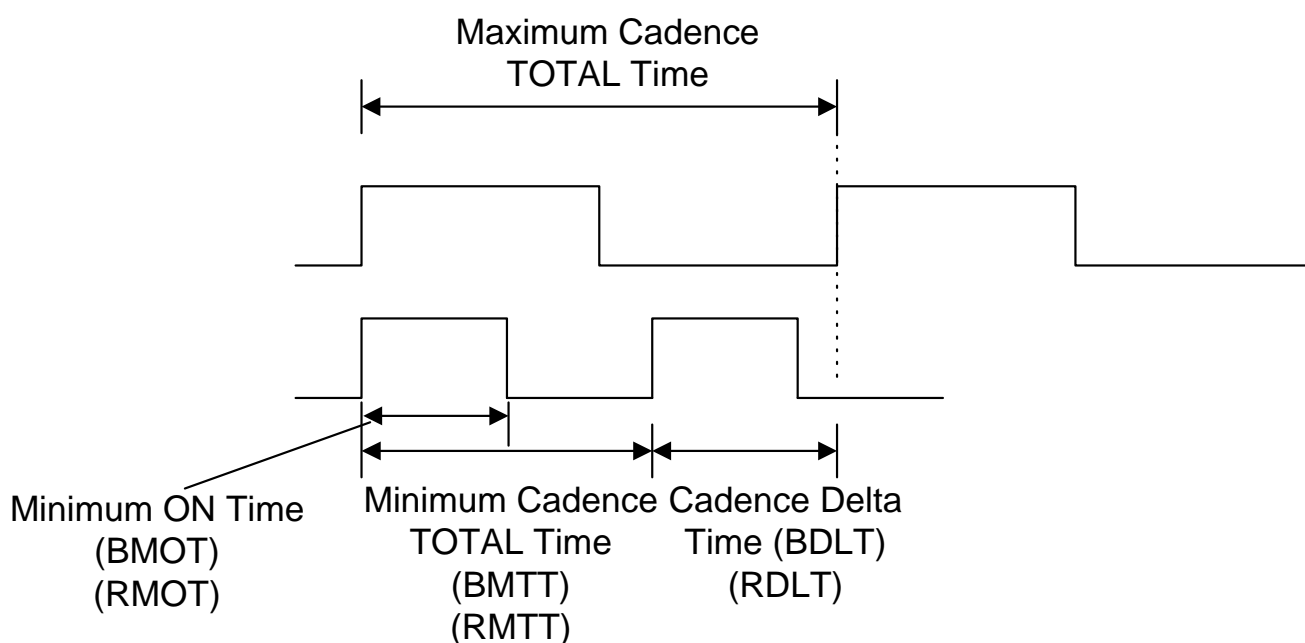 Maximum Cadence
TOTAL Time
Minimum ON Time
(BMOT)
(RMOT)
Minimum Cadence
TOTAL Time
(BMTT)
(RMTT)
Cadence Delta
Time (BDLT)
(RDLT)